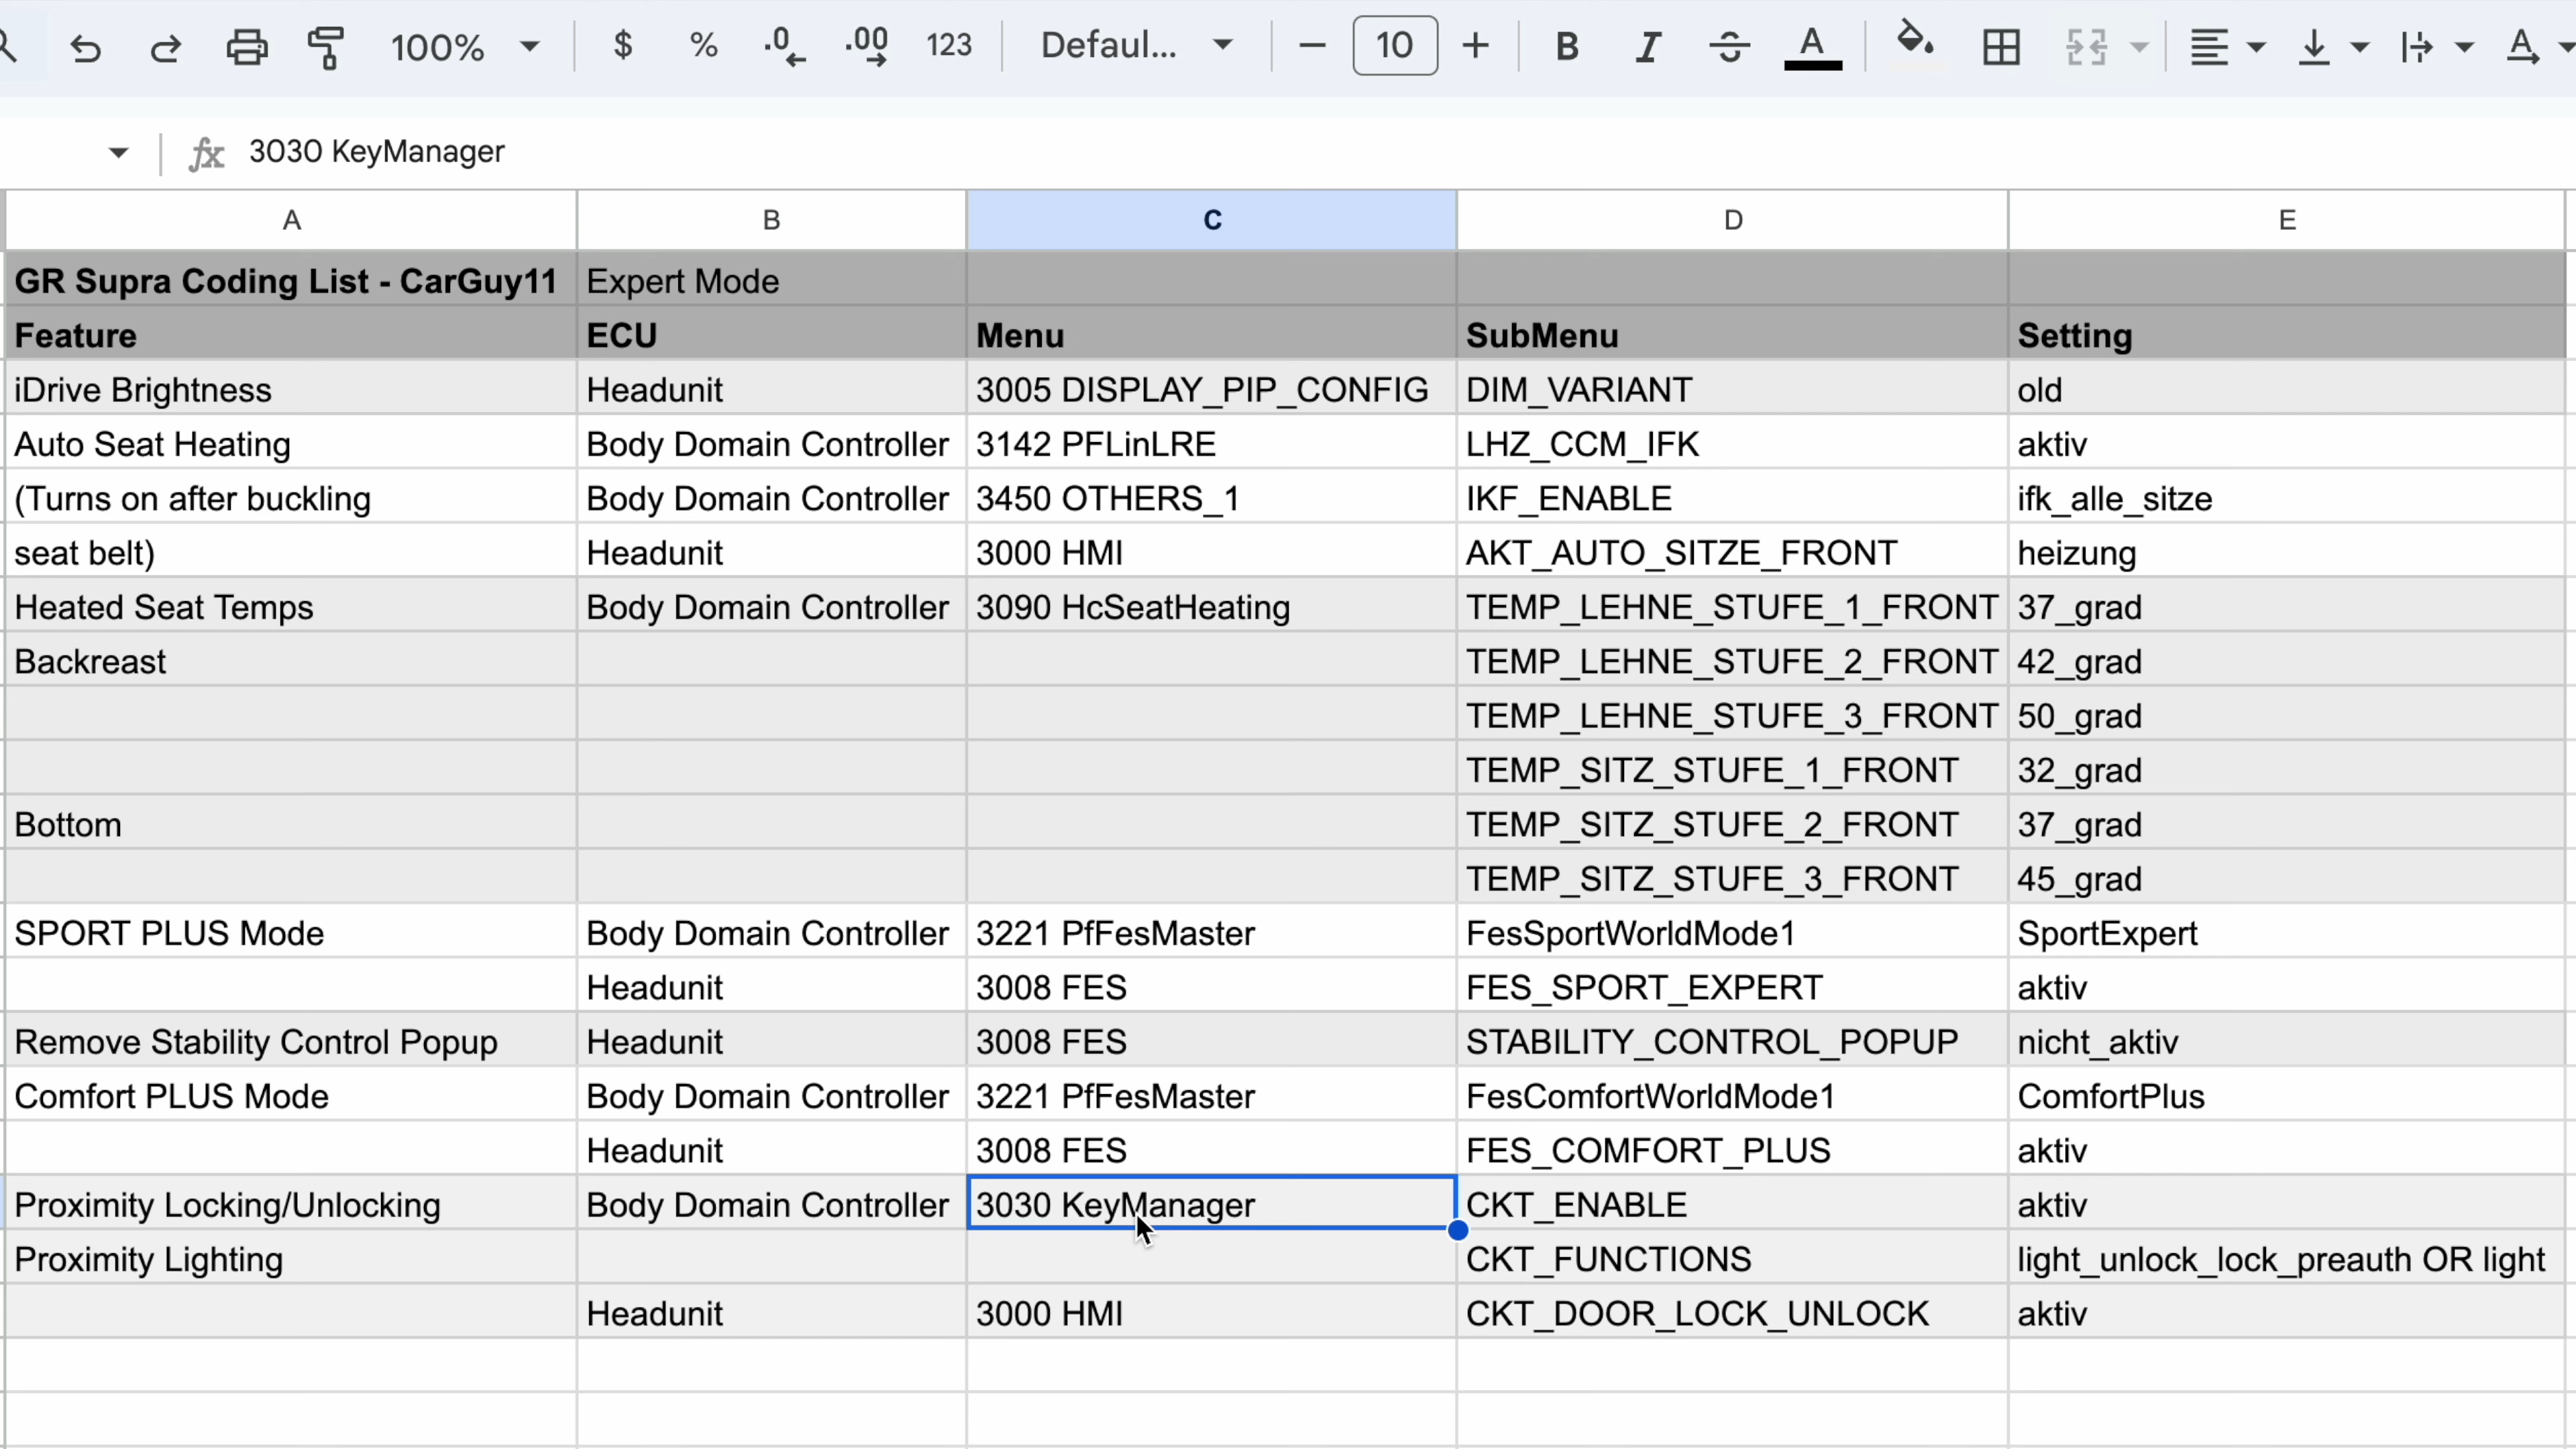 100% $ % .0 .00 123 Defaul... 10 B I A A
fx 3030 KeyManager
A B C D E
GR Supra Coding List - CarGuy11 Expert Mode
Feature ECU Menu SubMenu Setting
iDrive Brightness Headunit 3005 DISPLAY_PIP_CONFIG DIM_VARIANT old
Auto Seat Heating Body Domain Controller 3142 PFLinLRE LHZ_CCM_IFK aktiv
(Turns on after buckling Body Domain Controller 3450 OTHERS_1 IKF_ENABLE ifk_alle_sitze
seat belt) Headunit 3000 HMI AKT_AUTO_SITZE_FRONT heizung
Heated Seat Temps Body Domain Controller 3090 HcSeatHeating TEMP_LEHNE_STUFE_1_FRONT 37_grad
Backreast TEMP_LEHNE_STUFE_2_FRONT 42_grad
TEMP_LEHNE_STUFE_3_FRONT 50_grad
TEMP_SITZ_STUFE_1_FRONT 32_grad
Bottom TEMP_SITZ_STUFE_2_FRONT 37_grad
TEMP_SITZ_STUFE_3_FRONT 45_grad
SPORT PLUS Mode Body Domain Controller 3221 PfFesMaster FesSportWorldMode1 SportExpert
Headunit 3008 FES FES_SPORT_EXPERT aktiv
Remove Stability Control Popup Headunit 3008 FES STABILITY_CONTROL_POPUP nicht_aktiv
Comfort PLUS Mode Body Domain Controller 3221 PfFesMaster FesComfortWorldMode1 ComfortPlus
Headunit 3008 FES FES_COMFORT_PLUS aktiv
Proximity Locking/Unlocking Body Domain Controller 3030 KeyManager CKT_ENABLE aktiv
Proximity Lighting CKT_FUNCTIONS light_unlock_lock_preauth OR light
Headunit 3000 HMI CKT_DOOR_LOCK_UNLOCK aktiv